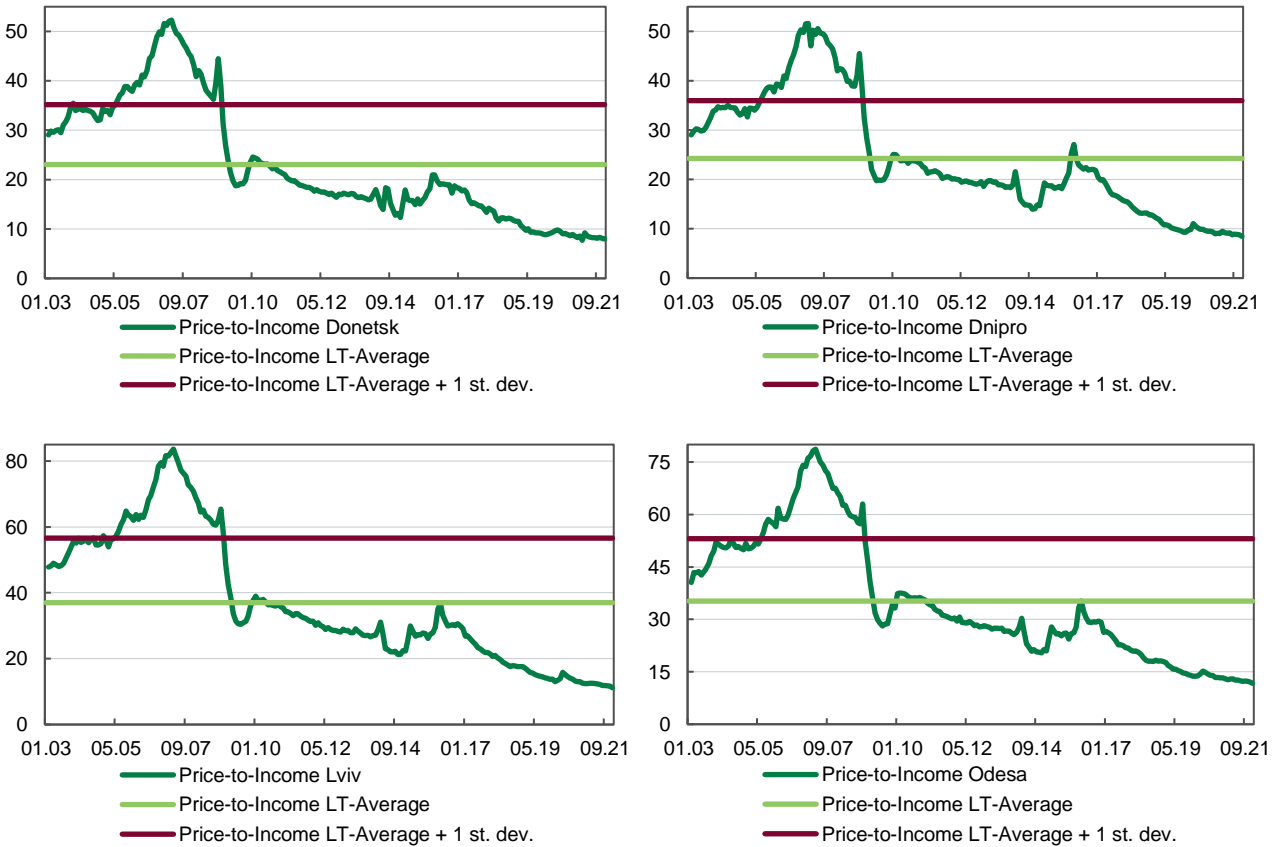 50
40
30
20
10
0
01.03 05.05 09.07 01.10 05.12 09.14 01.17 05.19 09.21
Price-to-Income Donetsk
Price-to-Income LT-Average
Price-to-Income LT-Average + 1 st. dev.
50
40
30
20
10
0
01.03 05.05 09.07 01.10 05.12 09.14 01.17 05.19 09.21
Price-to-Income Dnipro
Price-to-Income LT-Average
Price-to-Income LT-Average + 1 st. dev.
80
60
40
20
0
01.03 05.05 09.07 01.10 05.12 09.14 01.17 05.19 09.21
Price-to-Income Lviv
Price-to-Income LT-Average
Price-to-Income LT-Average + 1 st. dev.
75
60
45
30
15
0
01.03 05.05 09.07 01.10 05.12 09.14 01.17 05.19 09.21
Price-to-Income Odesa
Price-to-Income LT-Average
Price-to-Income LT-Average + 1 st. dev.